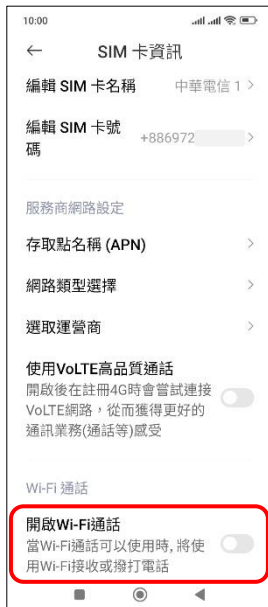 10:00
SIM 卡資訊
編輯 SIM 卡名稱 中華電信 1
編輯 SIM 卡號
碼
+886972
服務商網路設定
存取點名稱 (APN)
網路類型選擇
選取運營商
使用VoLTE高品質通話
開啟後在註冊4G時會嘗試連接
VoLTE網路，從而獲得更好的
通訊業務(通話等)感受
Wi-Fi 通話
開啟Wi-Fi通話
當Wi-Fi通話可以使用時, 將使
用Wi-Fi接收或撥打電話